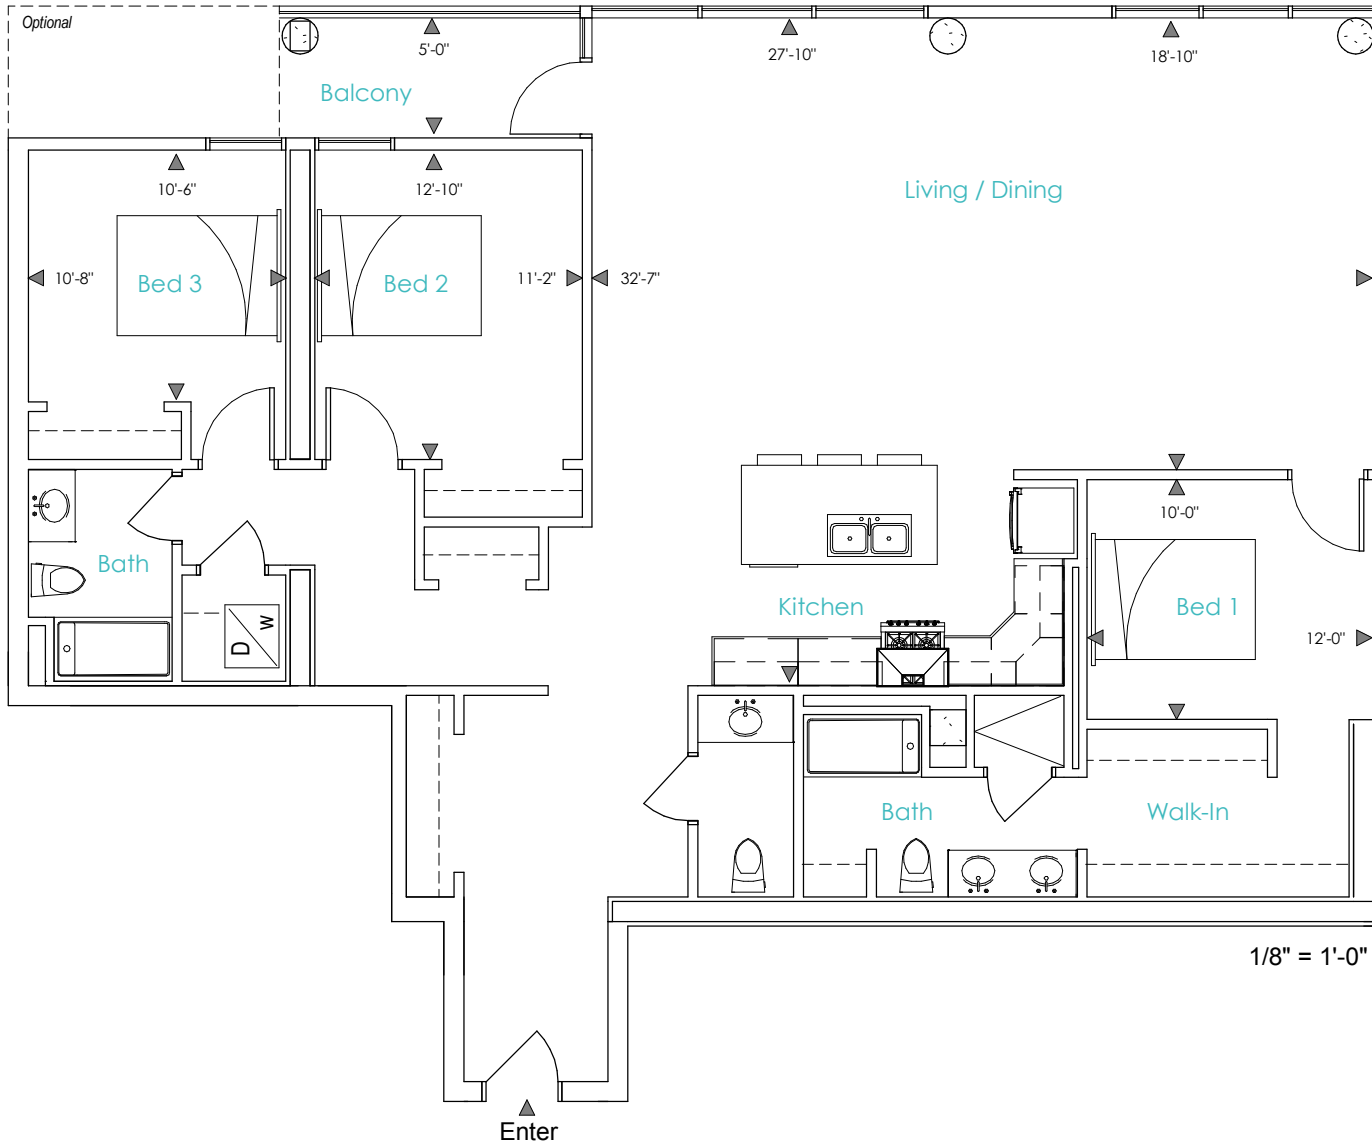 Optional
5'-0"
27'-10"
18'-10"
Balcony
10'-6"
12'-10"
Living / Dining
10'-8"
Bed 3
Bed 2
11'-2"
32'-7"
10'-0"
Bath
Kitchen
Bed 1
D
W
12'-0"
Bath
Walk-In
1/8" = 1'-0"
Enter